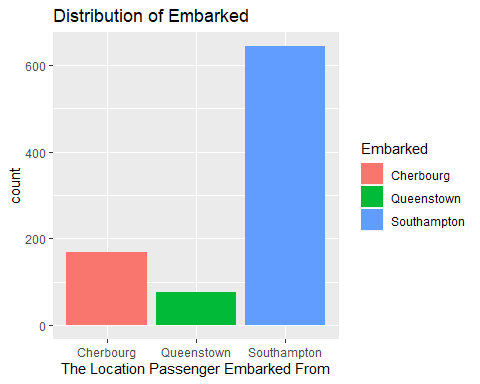 Distribution of Embarked
600
400
200
0
count
Cherbourg Queenstown Southampton
The Location Passenger Embarked From
Embarked
Cherbourg
Queenstown
Southampton